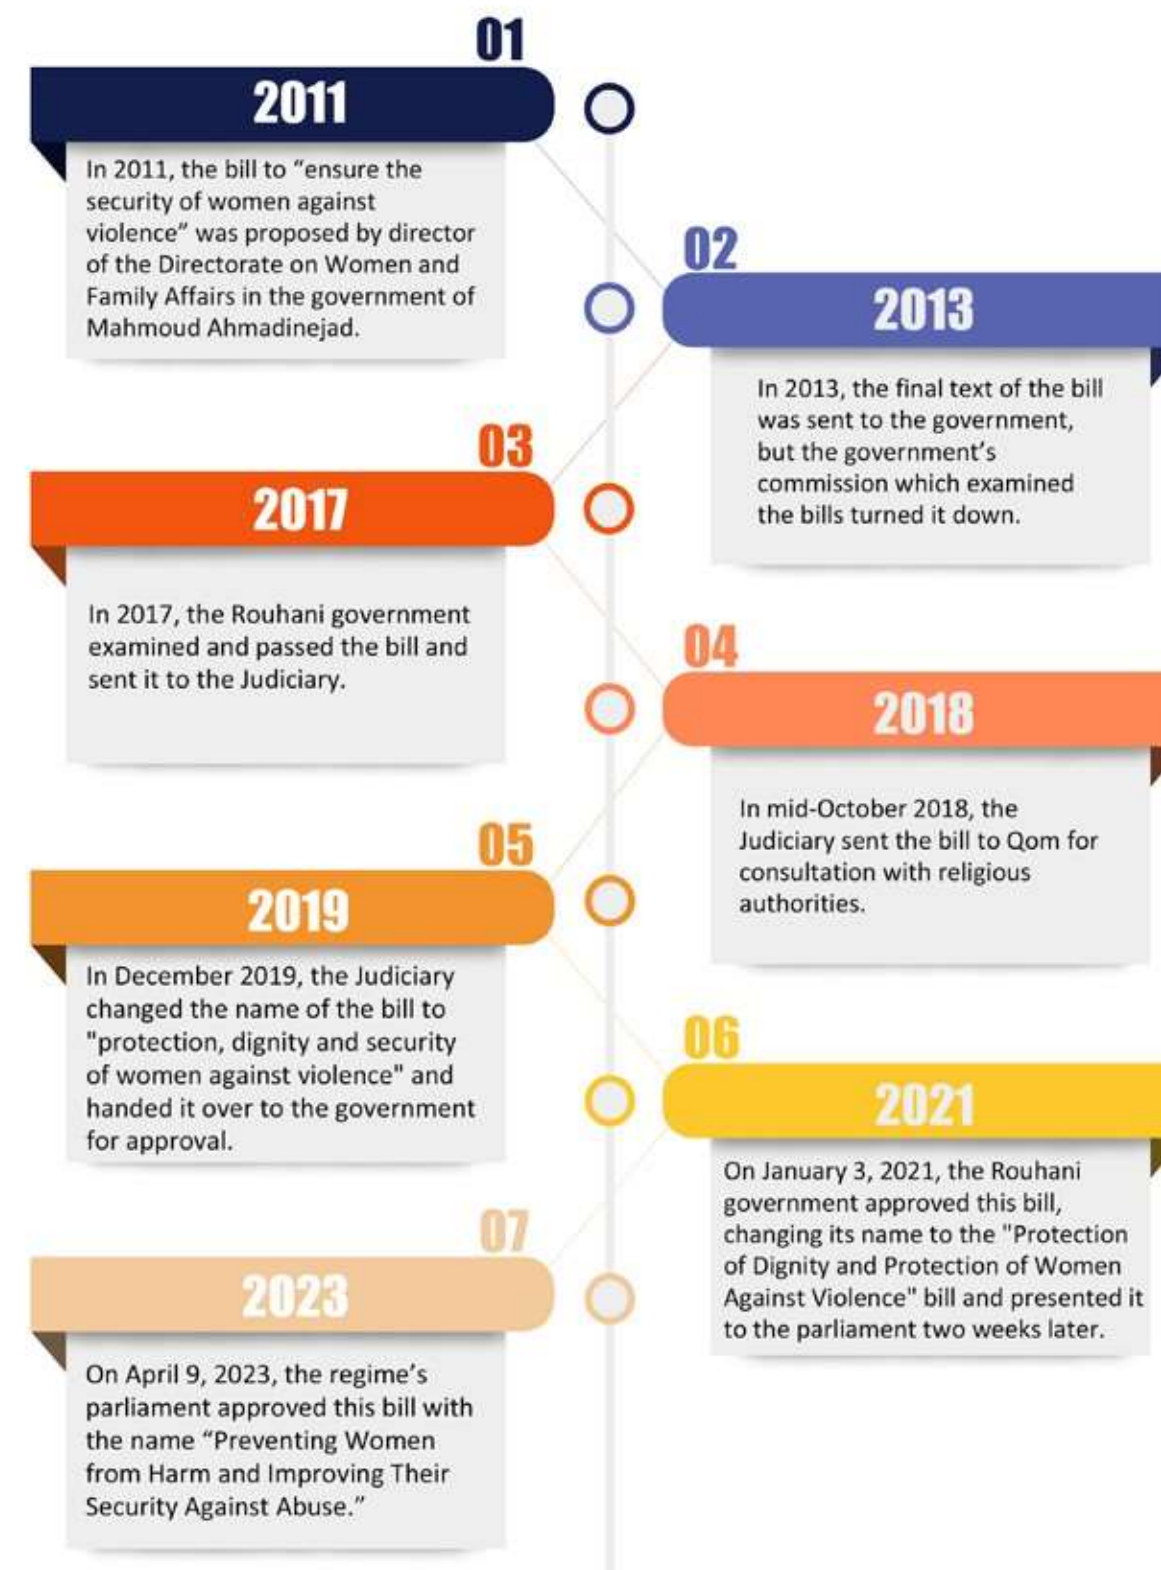 01
2011
In 2011, the bill to “ensure the
security of women against
violence” was proposed by director
of the Directorate on Women and
Family Affairs in the government of
Mahmoud Ahmadinejad.
02
2013
In 2013, the final text of the bill
was sent to the government,
but the government’s
commission which examined
the bills turned it down.
03
2017
In 2017, the Rouhani government
examined and passed the bill and
sent it to the Judiciary.
04
2018
In mid-October 2018, the
Judiciary sent the bill to Qom for
consultation with religious
authorities.
05
2019
In December 2019, the Judiciary
changed the name of the bill to
"protection, dignity and security
of women against violence" and
handed it over to the government
for approval.
06
2021
On January 3, 2021, the Rouhani
government approved this bill,
changing its name to the "Protection
of Dignity and Protection of Women
Against Violence" bill and presented it
to the parliament two weeks later.
07
2023
On April 9, 2023, the regime’s
parliament approved this bill with
the name “Preventing Women
from Harm and Improving Their
Security Against Abuse.”